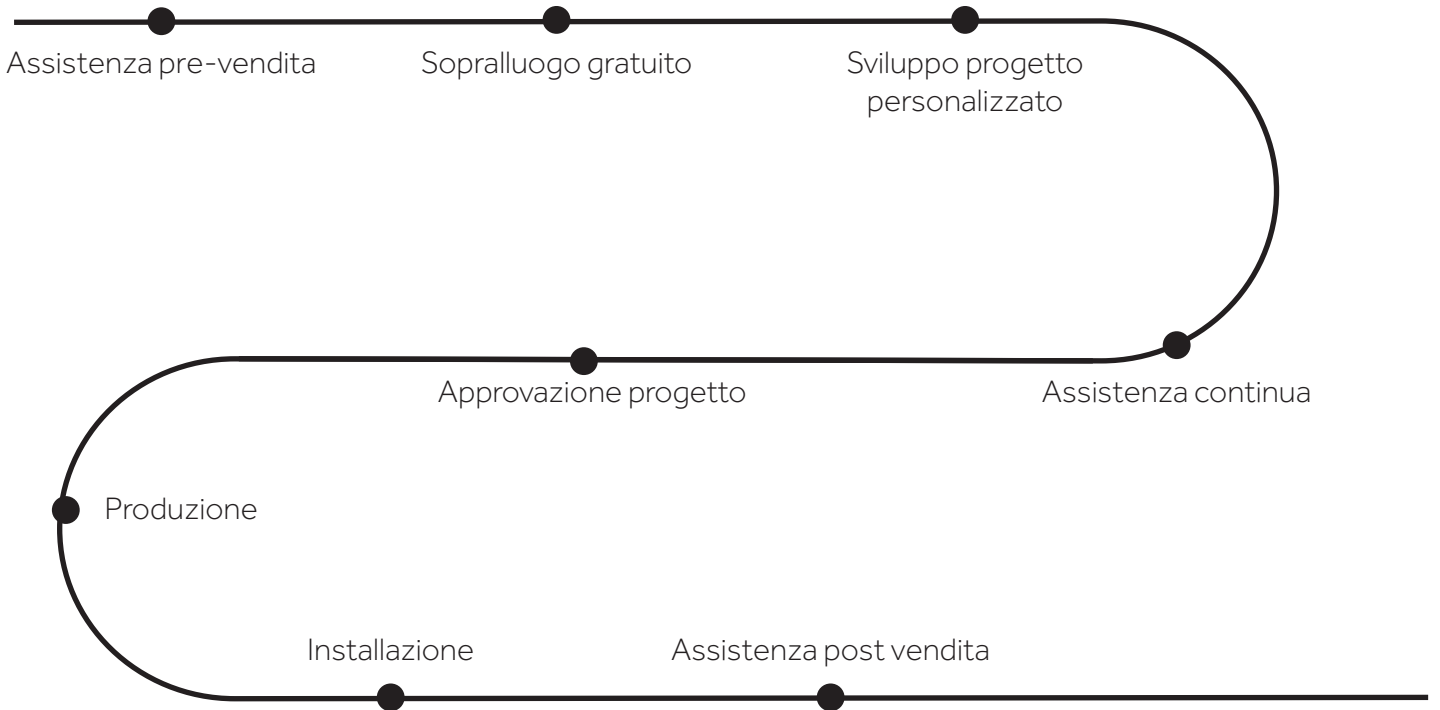 Assistenza pre-vendita
Sopralluogo gratuito
Sviluppo progetto
personalizzato
Assistenza continua
Approvazione progetto
Produzione
Installazione
Assistenza post vendita